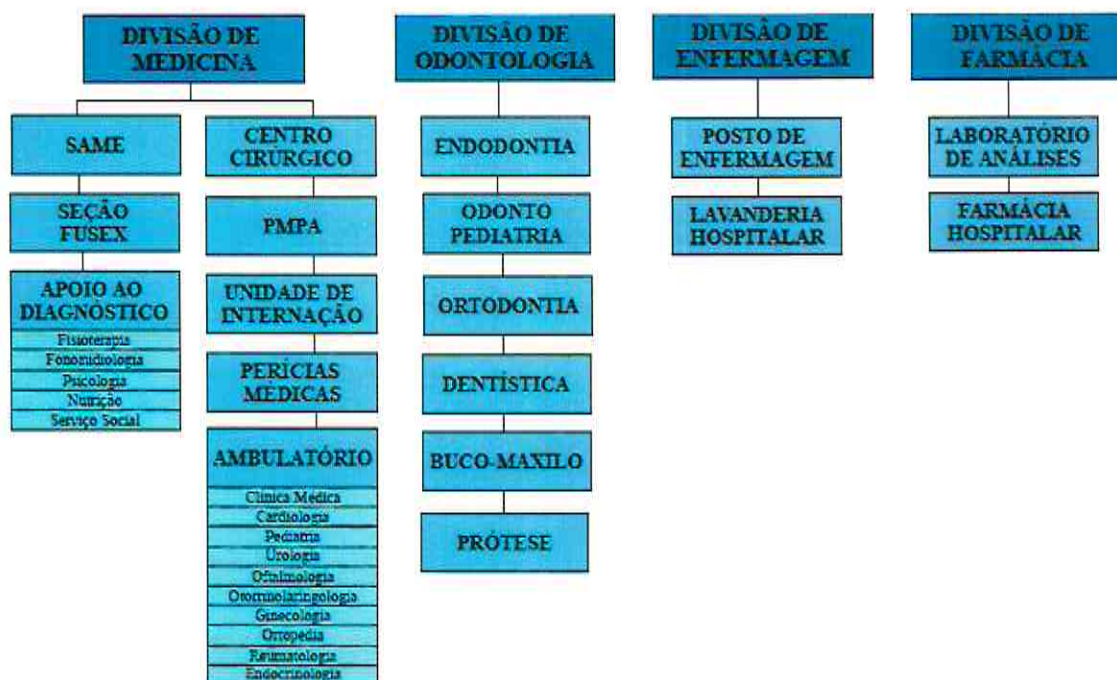 DIVISÃO DE
MEDICINA
SAME
SEÇÃO
FUSEX
APOIO AO
DIAGNÓSTICO
Fisioterapia
Fonoaudiologia
Psicologia
Nutrição
Serviço Social
CENTRO
CIRÚRGICO
PMPA
UNIDADE DE
INTERNAÇÃO
PERÍCIAS
MÉDICAS
AMBULATÓRIO
Clínica Médica
Cardiologia
Pediatria
Urologia
Oftalmologia
Otorrinolaringologia
Ginecologia
Ortopedia
Reumatologia
Endocrinologia
DIVISÃO DE
ODONTOLOGIA
ENDODONTIA
ODONTO
PEDIATRIA
ORTODONTIA
DENTÍSTICA
BUCO-MAXILO
PRÓTESE
DIVISÃO DE
ENFERMAGEM
POSTO DE
ENFERMAGEM
LAVANDERIA
HOSPITALAR
DIVISÃO DE
FARMÁCIA
LABORATÓRIO
DE ANÁLISES
FARMÁCIA
HOSPITALAR